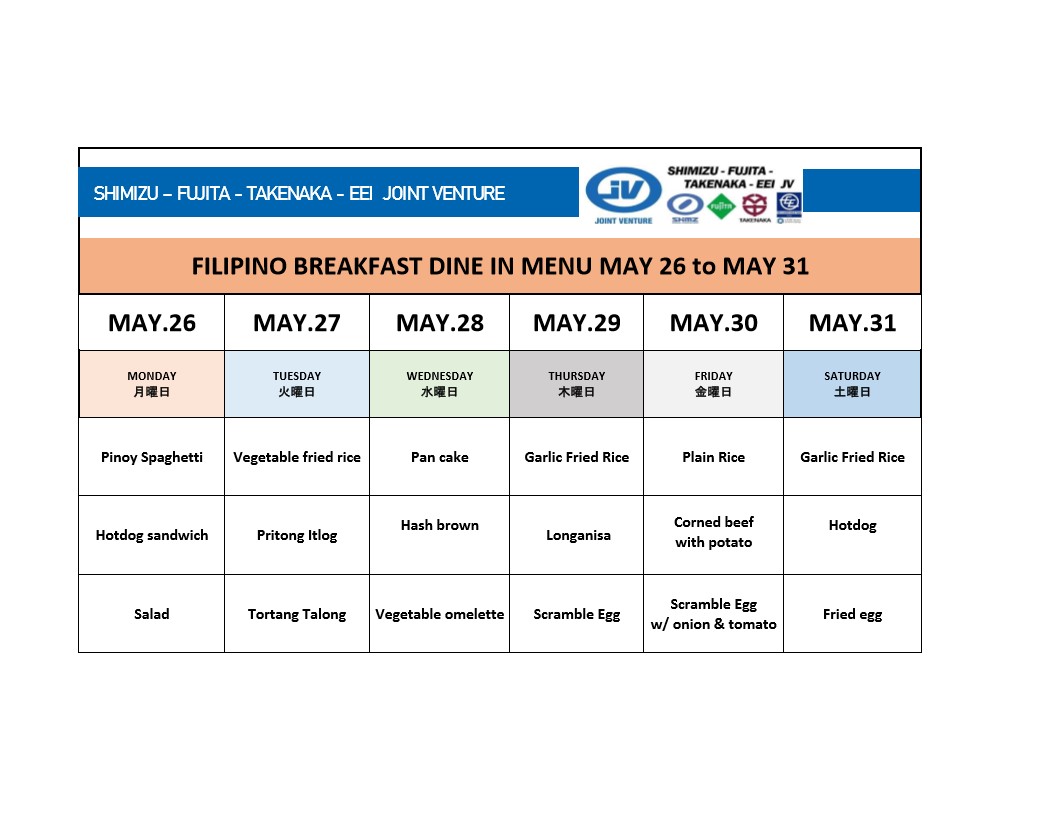 SHIMIZU – FUJITA - TAKENAKA - EEI JOINT VENTURE
JV
JOINT VENTURE
SHIMIZU - FUJITA -
TAKENAKA - EEI JV
SHIMZ
FUJITA
TAKENAKA
FILIPINO BREAKFAST DINE IN MENU MAY 26 to MAY 31
MAY.26 MAY.27 MAY.28 MAY.29 MAY.30 MAY.31
MONDAY TUESDAY WEDNESDAY THURSDAY FRIDAY SATURDAY
月曜日 火曜日 水曜日 木曜日 金曜日 土曜日
Pinoy Spaghetti Vegetable fried rice Pan cake Garlic Fried Rice Plain Rice Garlic Fried Rice
Hotdog sandwich Pritong Itlog Hash brown Longanisa Corned beef Hotdog
with potato
Salad Tortang Talong Vegetable omelette Scramble Egg Scramble Egg Fried egg
w/ onion & tomato